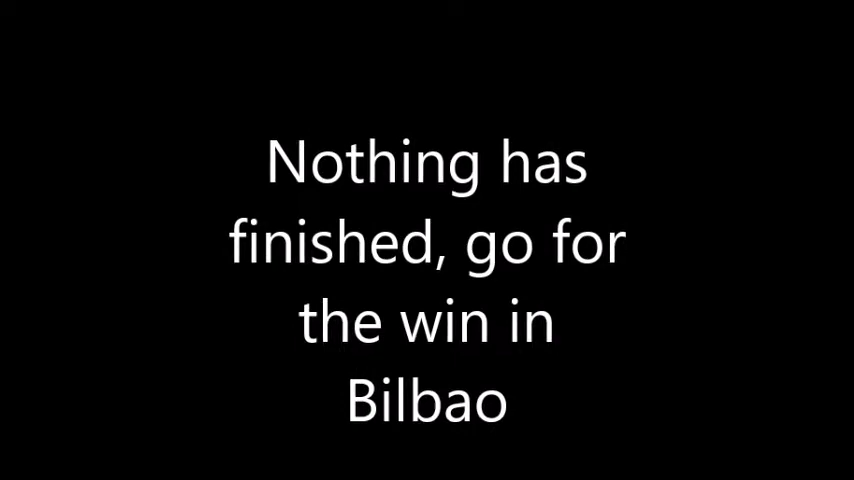 Nothing has
finished, go for
the win in
Bilbao